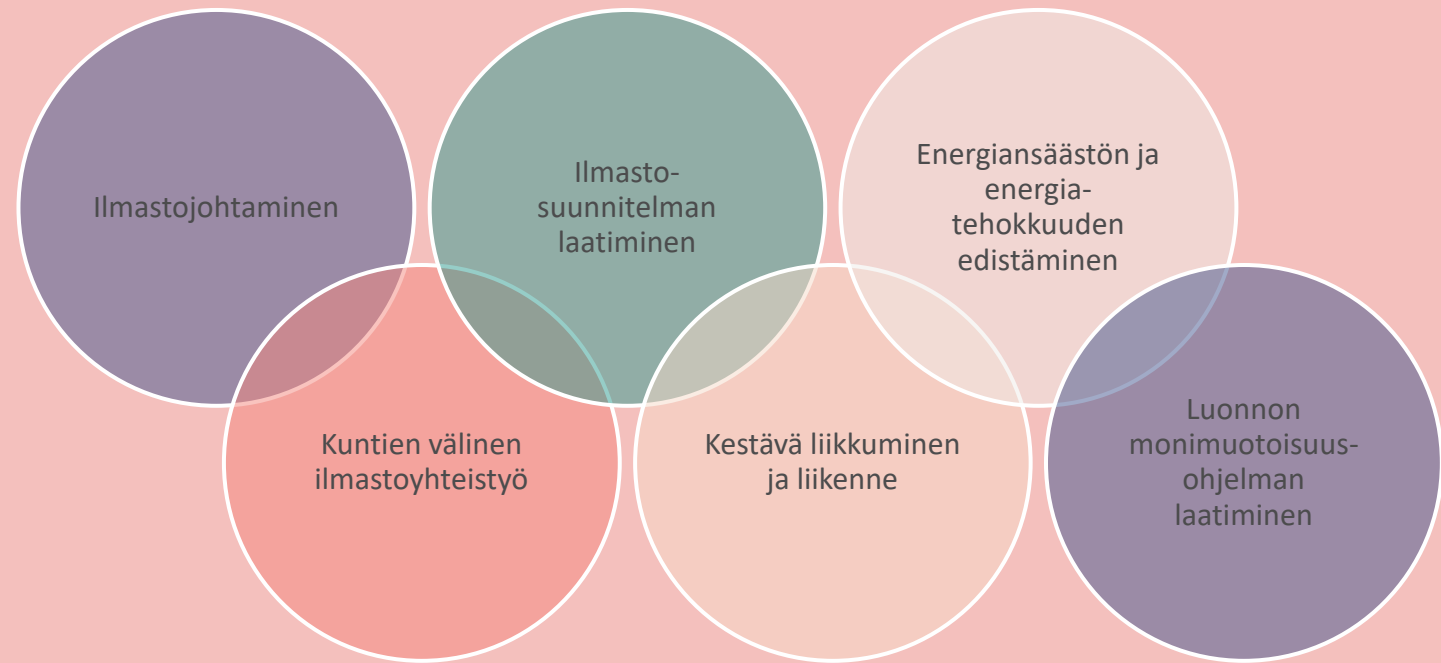 Ilmastojohtaminen
Ilmasto-
suunnitelman
laatiminen
Energiansäästön ja
energia-
tehokkuuden
edistäminen
Kuntien välinen
ilmastoyhteistyö
Kestävä liikkuminen
ja liikenne
Luonnon
monimuotoisuus-
ohjelman
laatiminen